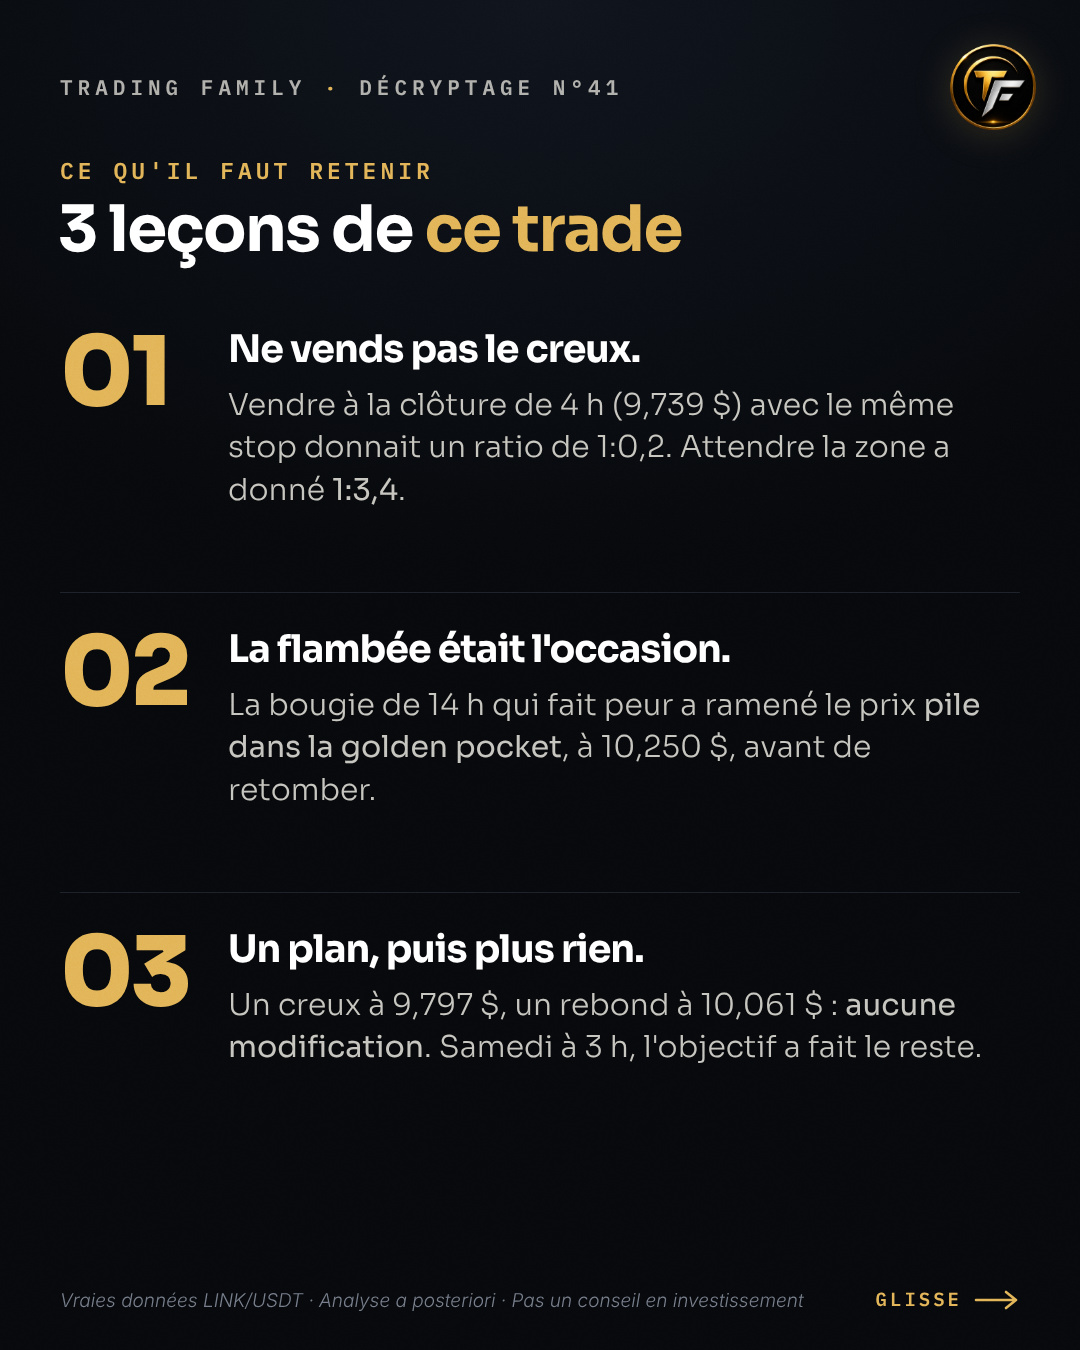 TRADING FAMILY · DÉCRYPTAGE N°41
TF
CE QU'IL FAUT RETENIR
3 leçons de ce trade
01
Ne vends pas le creux.
Vendre à la clôture de 4 h (9,739 $) avec le même
stop donnait un ratio de 1:0,2. Attendre la zone a
donné 1:3,4.
02
La flambée était l'occasion.
La bougie de 14 h qui fait peur a ramené le prix pile
dans la golden pocket, à 10,250 $, avant de
retomber.
03
Un plan, puis plus rien.
Un creux à 9,797 $, un rebond à 10,061 $ : aucune
modification. Samedi à 3 h, l'objectif a fait le reste.
Vraies données LINK/USDT · Analyse a posteriori · Pas un conseil en investissement
GLISSE →